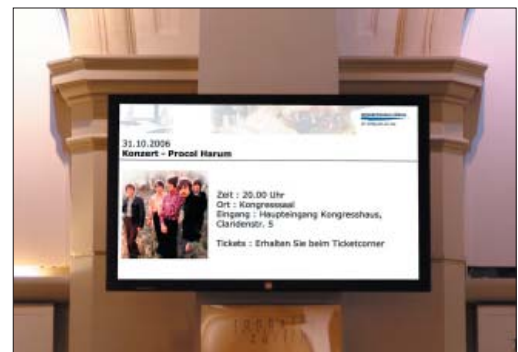 31.10.2006
Konzert - Procol Harum
Zeit : 20.00 Uhr
Ort : Kongresssaal
Eingang : Haupteingang Kongresshaus,
Claridenstr. 5
Tickets : Erhalten Sie beim Ticketcorner